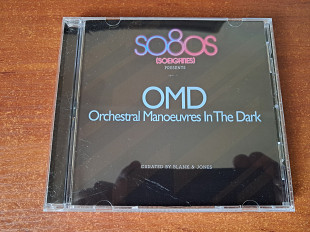 so8os
[SOEIGHTIES]
PRESENTS
OMD
Orchestral Manoeuvres In The Dark
CURATED BY BLANK & JONES